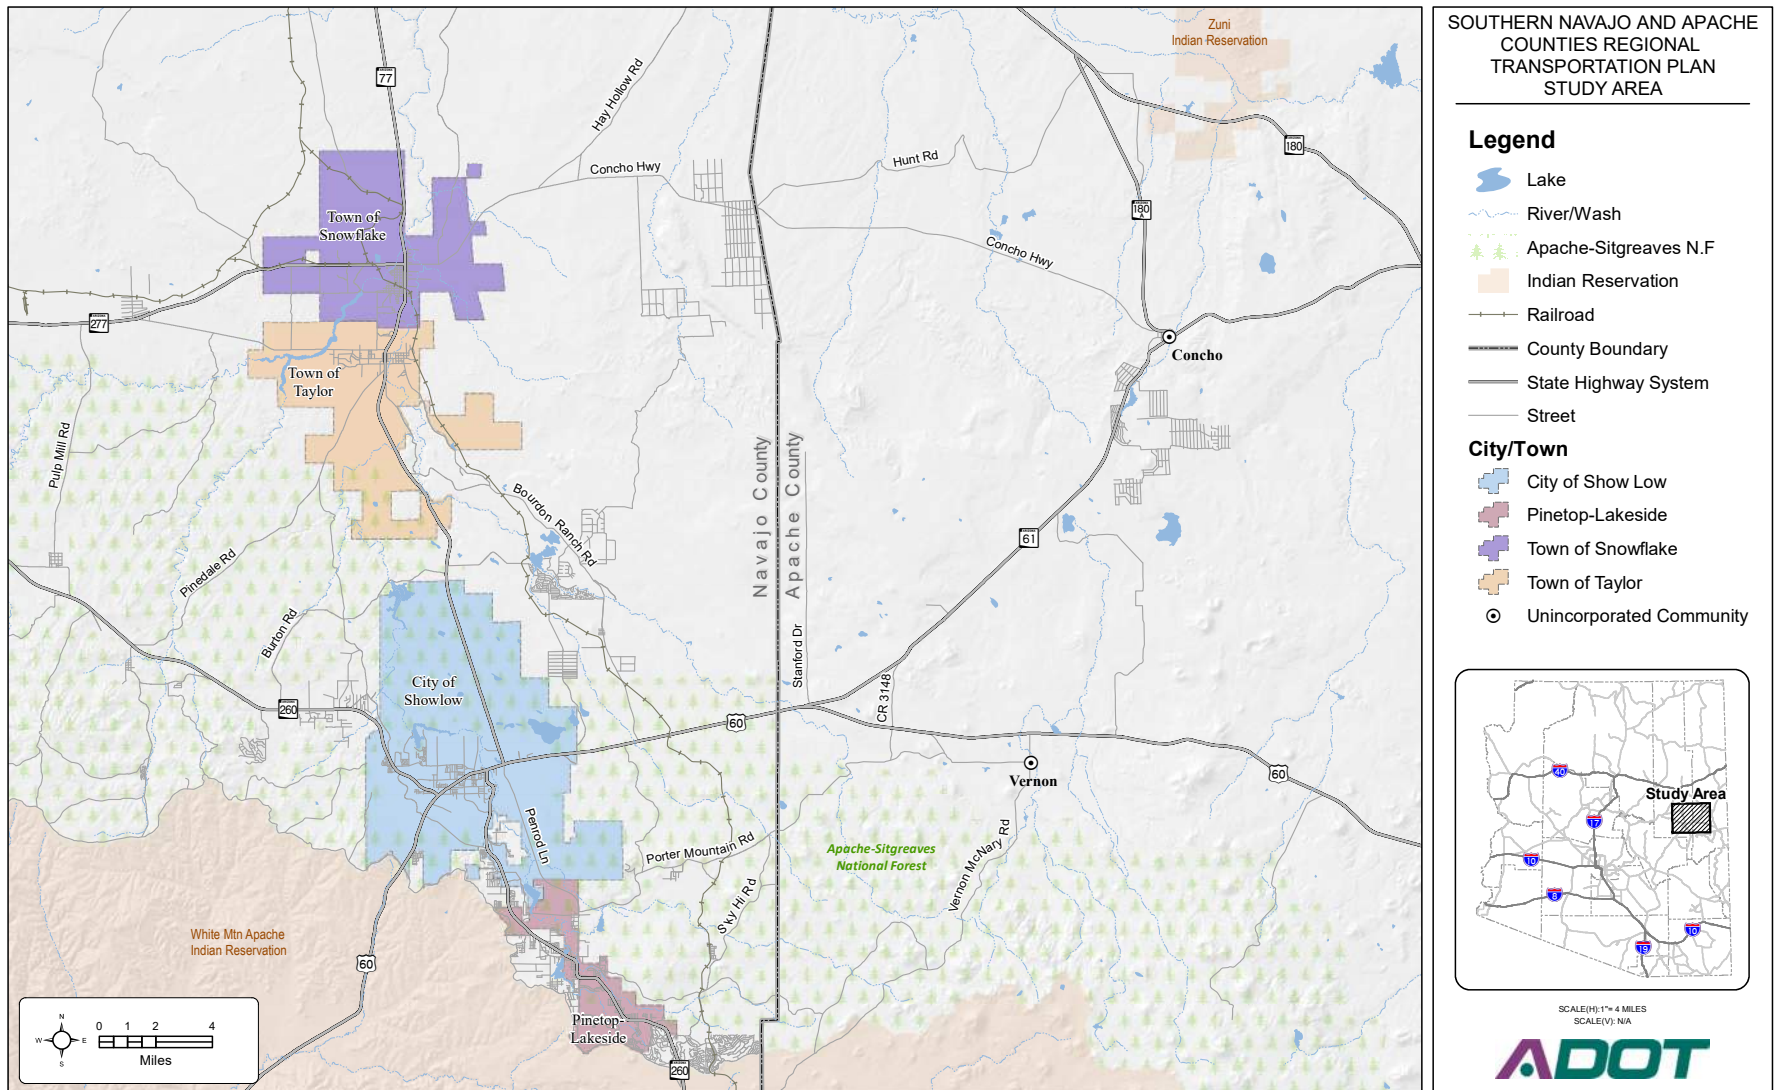 SOUTHERN NAVAJO AND APACHE
COUNTIES REGIONAL
TRANSPORTATION PLAN
STUDY AREA
Legend
Lake
River/Wash
Apache-Sitgreaves N.F
Indian Reservation
Railroad
County Boundary
State Highway System
Street
City/Town
City of Show Low
Pinetop-Lakeside
Town of Snowflake
Town of Taylor
Unincorporated Community
Study Area
40
17
10
8
10
19
SCALE(H):1"= 4 MILES
SCALE(V): N/A
ADOT
Zuni
Indian Reservation
77
Hay Hollow Rd
Concho Hwy
Hunt Rd
180
180
A
Town of
Snowflake
Concho Hwy
277
Concho
Town of
Taylor
Pulp Mill Rd
Navajo County
Apache County
Bourdon Ranch Rd
61
Pinedale Rd
Burton Rd
Stanford Dr
City of
Showlow
CR 3148
260
60
60
Vernon
Penrod Ln
Porter Mountain Rd
Apache-Sitgreaves
National Forest
Vernon McNary Rd
Sky Hi Rd
White Mtn Apache
Indian Reservation
60
Pinetop-
Lakeside
260
N
W
E
S
0 1 2 4
Miles